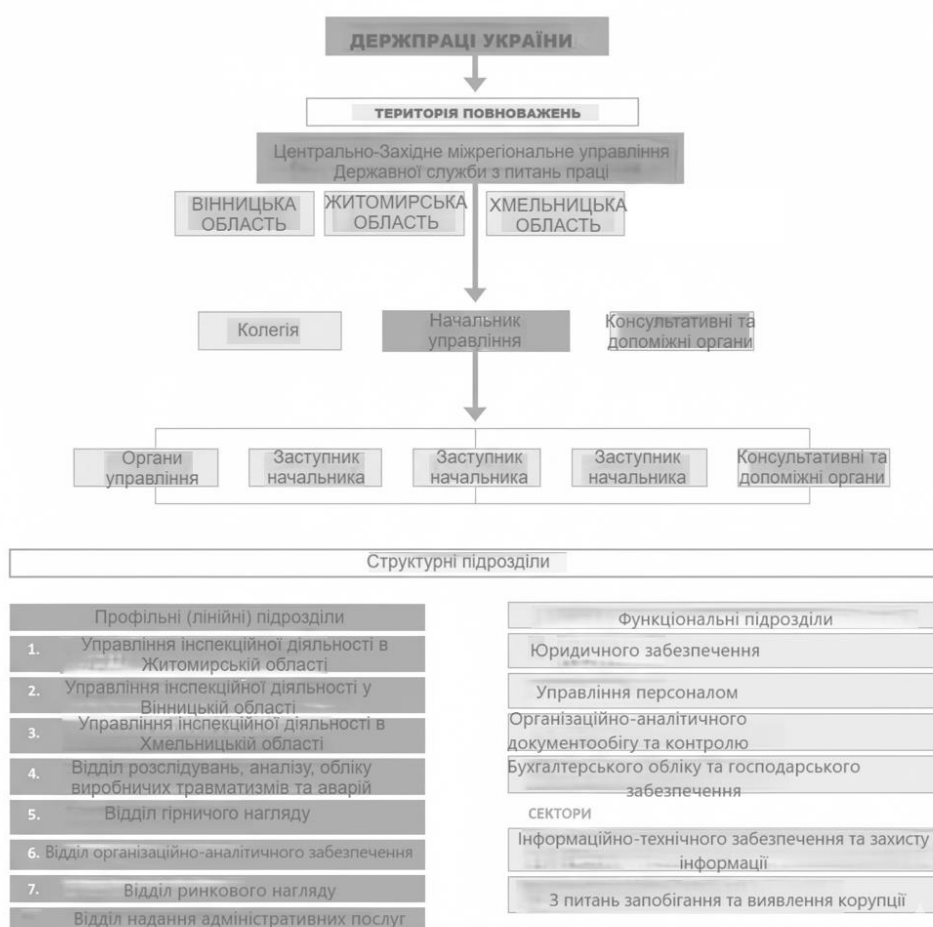 ДЕРЖПРАЦІ УКРАЇНИ
ТЕРИТОРІЯ ПОВНОВАЖЕНЬ
Центрально-Західне міжрегіональне управління
Державної служби з питань праці
ВІННИЦЬКА
ОБЛАСТЬ
ЖИТОМИРСЬКА
ОБЛАСТЬ
ХМЕЛЬНИЦЬКА
ОБЛАСТЬ
Колегія
Начальник
управління
Консультативні та
допоміжні органи
Органи
управління
Заступник
начальника
Заступник
начальника
Заступник
начальника
Консультативні та
допоміжні органи
Структурні підрозділи
Профільні (лінійні) підрозділи
1. Управління інспекційної діяльності в
Житомирській області
2. Управління інспекційної діяльності у
Вінницькій області
3. Управління інспекційної діяльності в
Хмельницькій області
4. Відділ розслідувань, аналізу, обліку
виробничих травматизмів та аварій
5. Відділ гірничого нагляду
6. Відділ організаційно-аналітичного забезпечення
7. Відділ ринкового нагляду
Відділ надання адміністративних послуг
Функціональні підрозділи
Юридичного забезпечення
Управління персоналом
Організаційно-аналітичного
документообігу та контролю
Бухгалтерського обліку та господарського
забезпечення
СЕКТОРИ
Інформаційно-технічного забезпечення та захисту
інформації
З питань запобігання та виявлення корупції